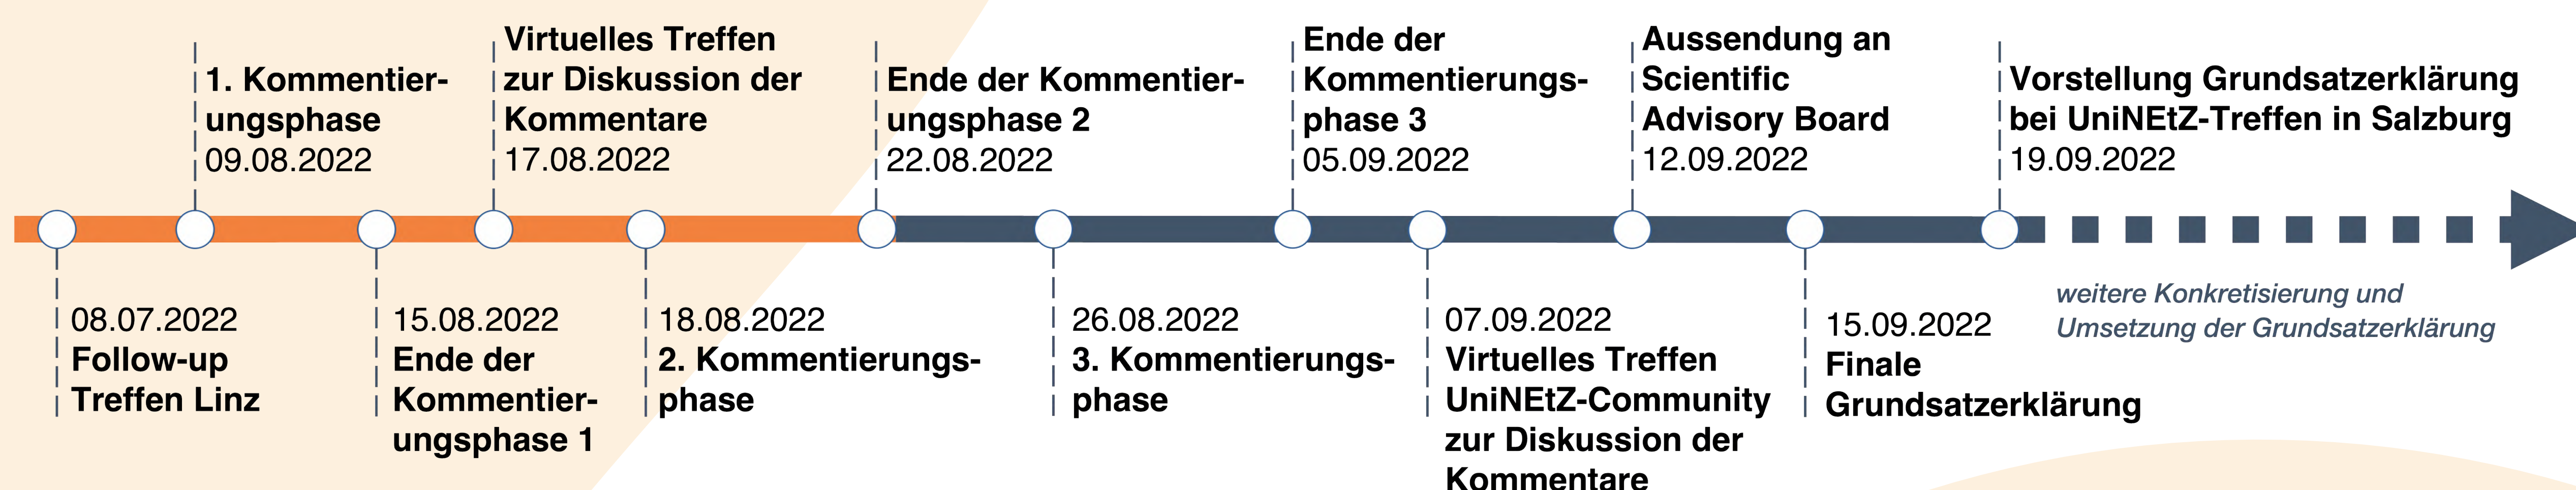 1. Kommentier-
ungsphase
09.08.2022
Virtuelles Treffen
zur Diskussion der
Kommentare
17.08.2022
Ende der Kommentier-
ungsphase 2
22.08.2022
Ende der
Kommentierungs-
phase 3
05.09.2022
Aussendung an
Scientific
Advisory Board
12.09.2022
Vorstellung Grundsatzerklärung
bei UniNEtZ-Treffen in Salzburg
19.09.2022
08.07.2022
Follow-up
Treffen Linz
15.08.2022
Ende der
Kommentier-
ungsphase 1
18.08.2022
2. Kommentierungs-
phase
26.08.2022
3. Kommentierungs-
phase
07.09.2022
Virtuelles Treffen
UniNEtZ-Community
zur Diskussion der
Kommentare
15.09.2022
Finale
Grundsatzerklärung
weitere Konkretisierung und
Umsetzung der Grundsatzerklärung